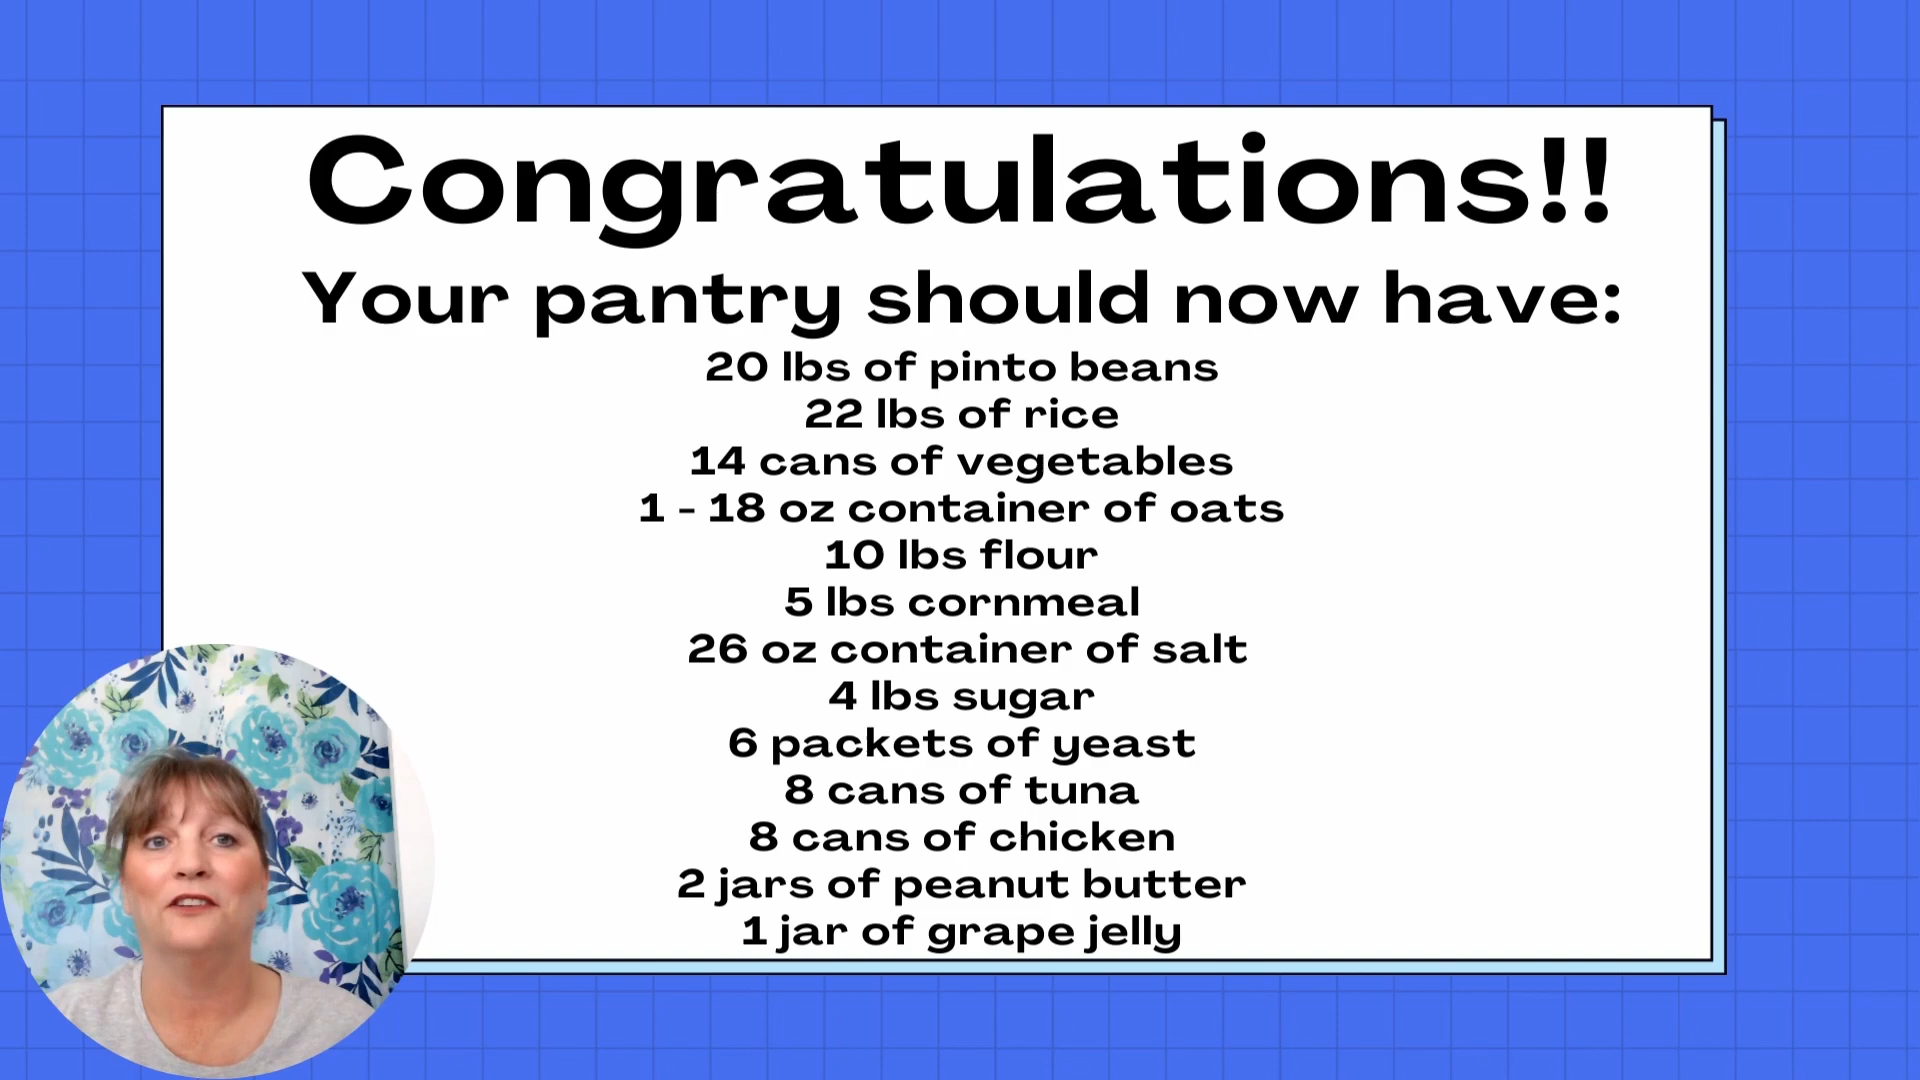 Congratulations!!
Your pantry should now have:
20 lbs of pinto beans
22 lbs of rice
14 cans of vegetables
1 - 18 oz container of oats
10 lbs flour
5 lbs cornmeal
26 oz container of salt
4 lbs sugar
6 packets of yeast
8 cans of tuna
8 cans of chicken
2 jars of peanut butter
1 jar of grape jelly